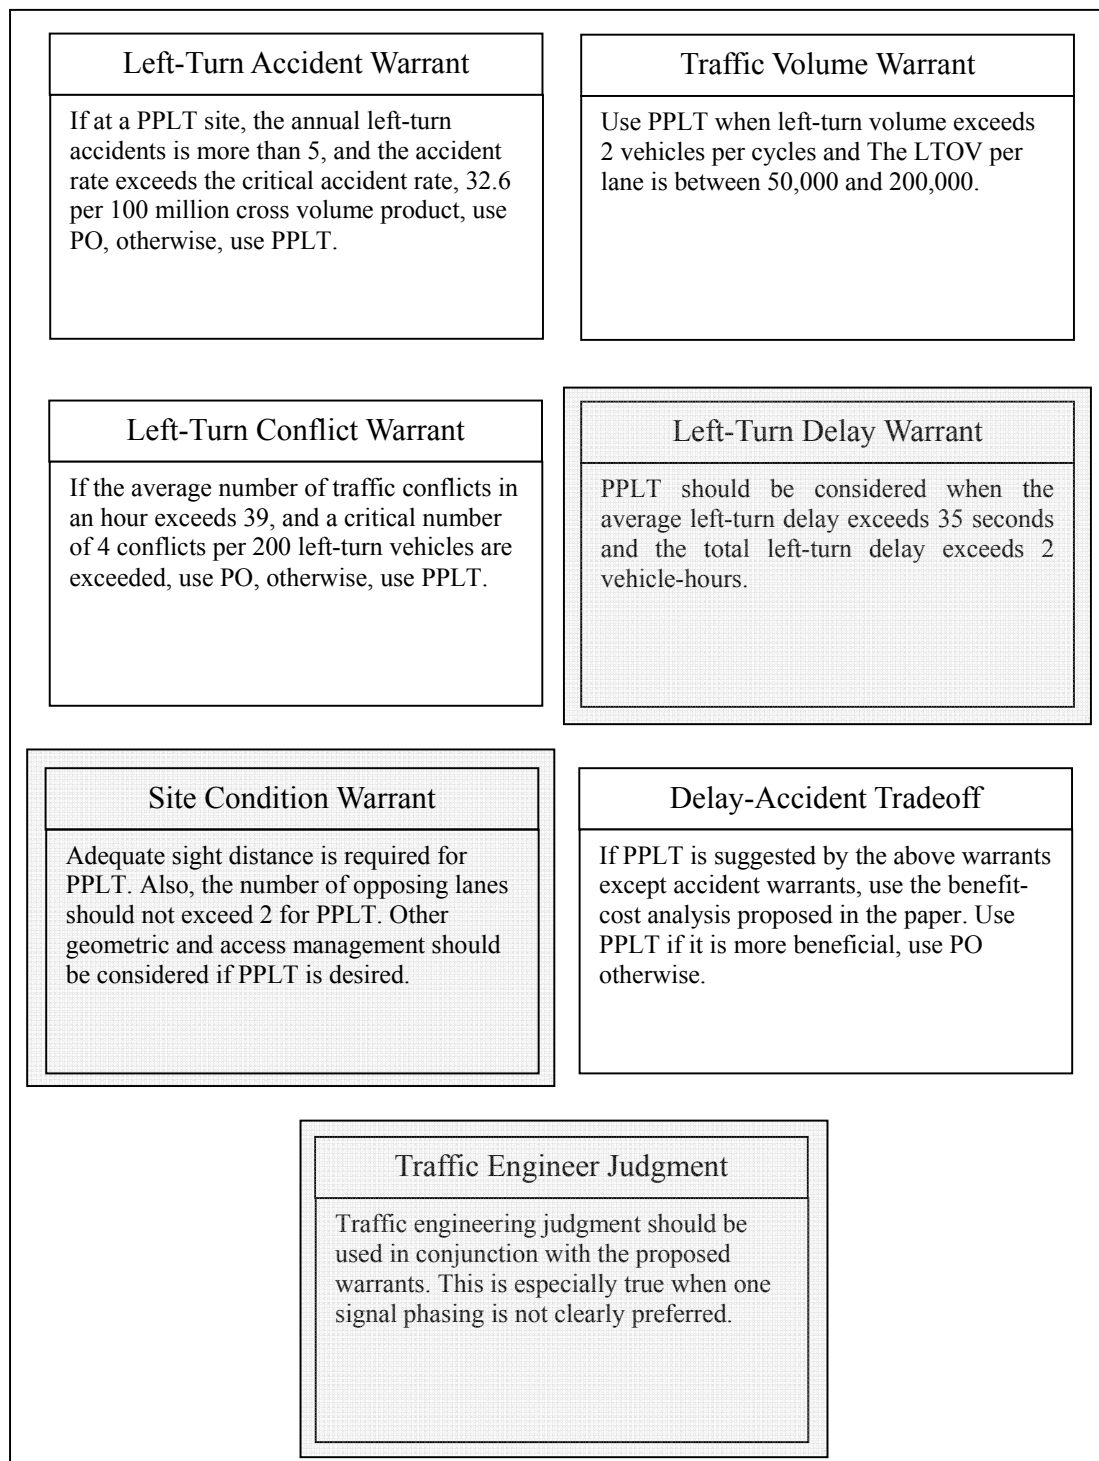 Left-Turn Accident Warrant
If at a PPLT site, the annual left-turn
accidents is more than 5, and the accident
rate exceeds the critical accident rate, 32.6
per 100 million cross volume product, use
PO, otherwise, use PPLT.
Traffic Volume Warrant
Use PPLT when left-turn volume exceeds
2 vehicles per cycles and The LTOV per
lane is between 50,000 and 200,000.
Left-Turn Conflict Warrant
If the average number of traffic conflicts in
an hour exceeds 39, and a critical number
of 4 conflicts per 200 left-turn vehicles are
exceeded, use PO, otherwise, use PPLT.
Left-Turn Delay Warrant
PPLT should be considered when the
average left-turn delay exceeds 35 seconds
and the total left-turn delay exceeds 2
vehicle-hours.
Site Condition Warrant
Adequate sight distance is required for
PPLT. Also, the number of opposing lanes
should not exceed 2 for PPLT. Other
geometric and access management should
be considered if PPLT is desired.
Delay-Accident Tradeoff
If PPLT is suggested by the above warrants
except accident warrants, use the benefit-
cost analysis proposed in the paper. Use
PPLT if it is more beneficial, use PO
otherwise.
Traffic Engineer Judgment
Traffic engineering judgment should be
used in conjunction with the proposed
warrants. This is especially true when one
signal phasing is not clearly preferred.